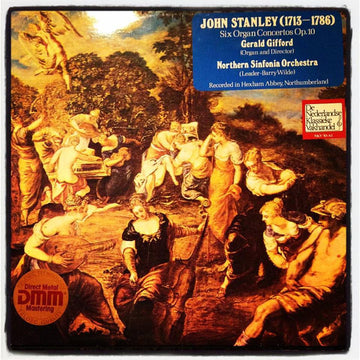 JOHN STANLEY (1713–1786)
Six Organ Concertos Op.10
Gerald Gifford
(Organ and Director)
Northern Sinfonia Orchestra
(Leader-Barry Wilde)
Recorded in Hexham Abbey, Northumberland
De
Nederlandse
Klassieke
Vakhandel
Direct Metal
DMM
Mastering